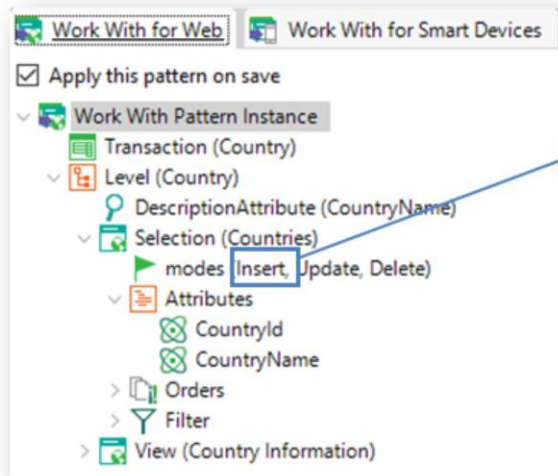 Work With for Web Work With for Smart Devices
Apply this pattern on save
Work With Pattern Instance
Transaction (Country)
Level (Country)
DescriptionAttribute (CountryName)
Selection (Countries)
modes (Insert, Update, Delete)
Attributes
CountryId
CountryName
Orders
Filter
View (Country Information)